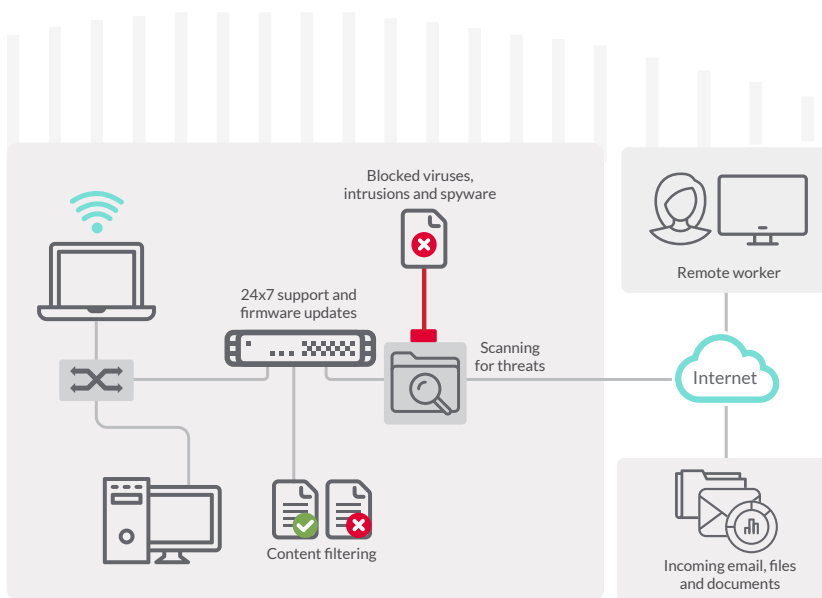 Blocked viruses,
intrusions and spyware
24x7 support and
firmware updates
Scanning
for threats
Content filtering
Remote worker
Internet
Incoming email, files
and documents